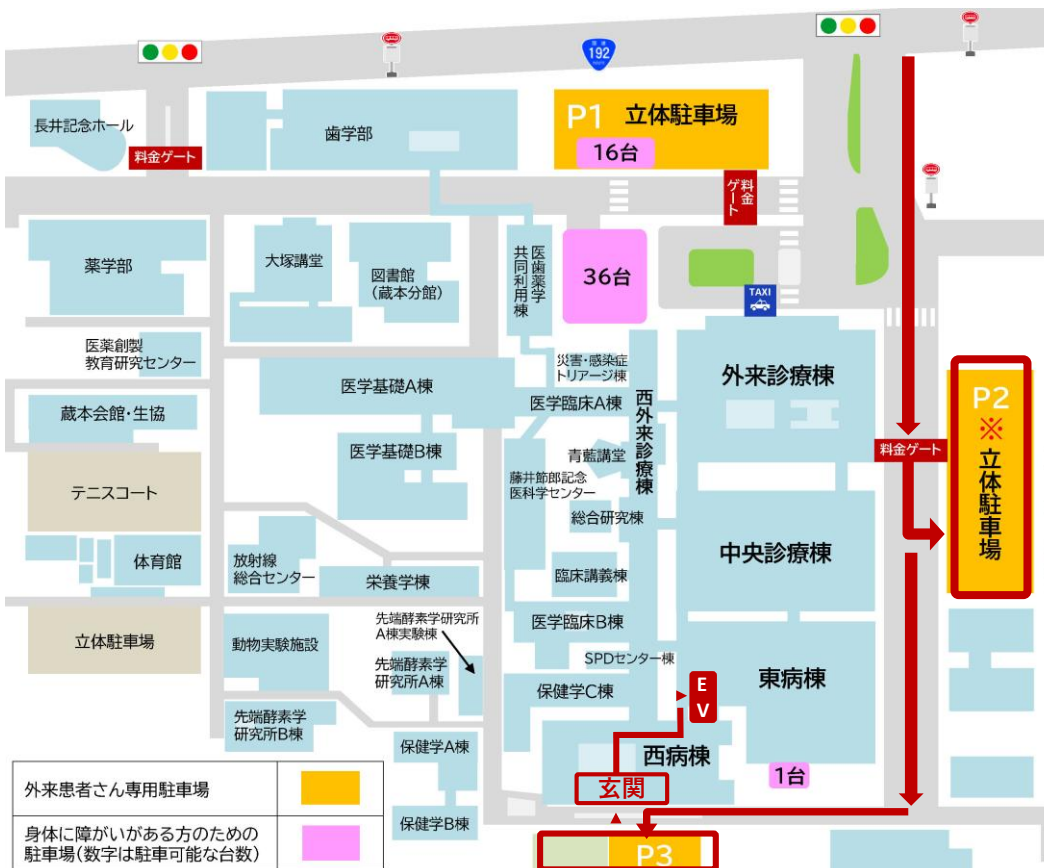 192
長井記念ホール
料金ゲート
歯学部
P1 立体駐車場
16台
料金
ゲート
薬学部
大塚講堂
図書館
（蔵本分館）
医歯薬学
共同利用棟
36台
TAXI
医薬創製
教育研究センター
災害・感染症
トリアージ棟
外来診療棟
P2
※
立体駐車場
蔵本会館・生協
医学基礎A棟
医学臨床A棟
西外来診療棟
料金ゲート
医学基礎B棟
青藍講堂
テニスコート
藤井節郎記念
医科学センター
総合研究棟
体育館
放射線
総合センター
栄養学棟
臨床講義棟
中央診療棟
立体駐車場
動物実験施設
先端酵素学研究所
A棟実験棟
医学臨床B棟
SPDセンター棟
先端酵素学
研究所A棟
保健学C棟
EV
東病棟
先端酵素学
研究所B棟
保健学A棟
西病棟
玄関
1台
保健学B棟
P3
外来患者さん専用駐車場
身体に障がいがある方のための
駐車場(数字は駐車可能な台数)